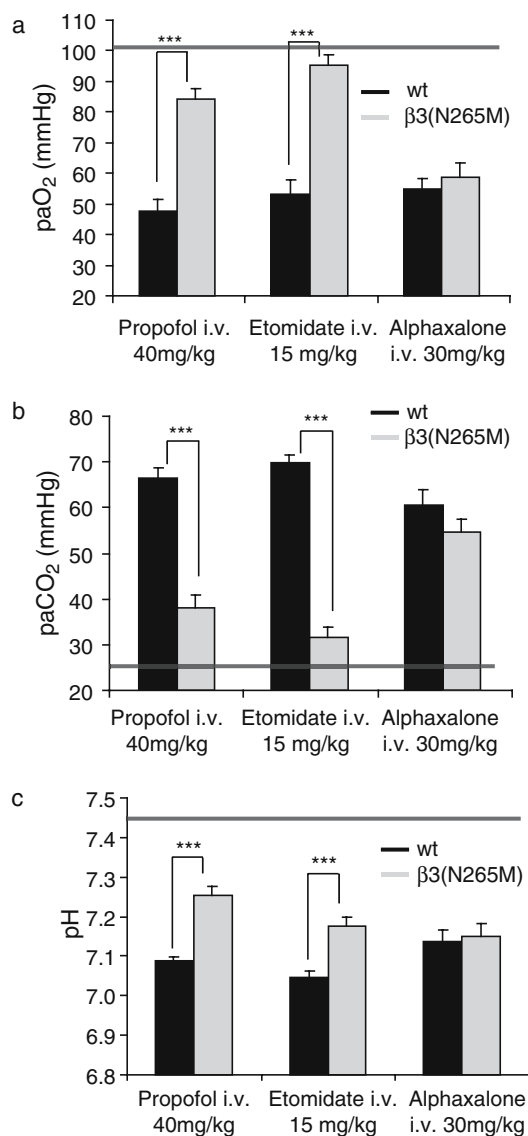 a
110
100
90
80
70
60
50
40
30
20
paO₂ (mmHg)
***
***
wt
β3(N265M)
Propofol i.v. Etomidate i.v. Alphaxalone
40mg/kg 15 mg/kg i.v. 30mg/kg
b
80
70
60
50
40
30
20
paCO₂ (mmHg)
***
***
wt
β3(N265M)
Propofol i.v. Etomidate i.v. Alphaxalone
40mg/kg 15 mg/kg i.v. 30mg/kg
c
7.5
7.4
7.3
7.2
7.1
7.0
6.9
6.8
pH
***
***
wt
β3(N265M)
Propofol i.v. Etomidate i.v. Alphaxalone
40mg/kg 15 mg/kg i.v. 30mg/kg